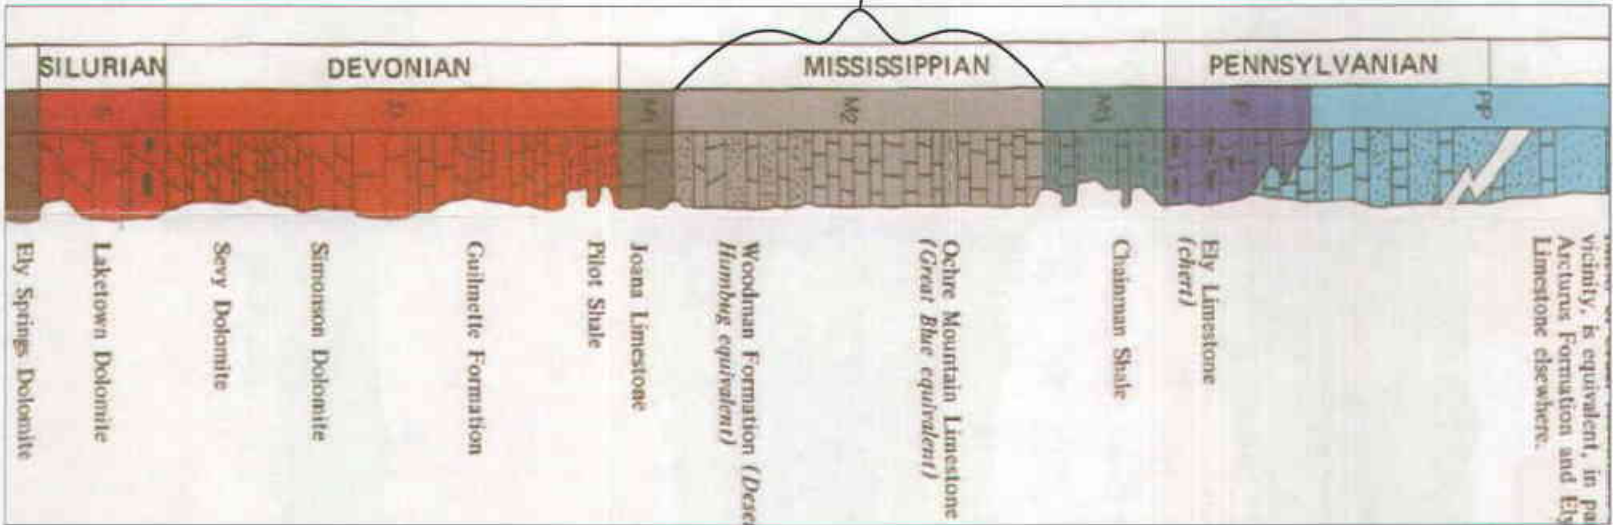 SILURIAN
DEVONIAN
MISSISSIPPIAN
PENNSYLVANIAN
S
D
M1
M2
M3
P
PP
Ely Springs Dolomite
Laketown Dolomite
Sevy Dolomite
Simonson Dolomite
Guilmette Formation
Pilot Shale
Joana Limestone
Woodman Formation (Dese
Humbug equivalent)
Ochre Mountain Limestone
(Great Blue equivalent)
Chainman Shale
Ely Limestone
(chert)
vicinity, is equivalent, in pa
Arcturus Formation and Ely
Limestone elsewhere.